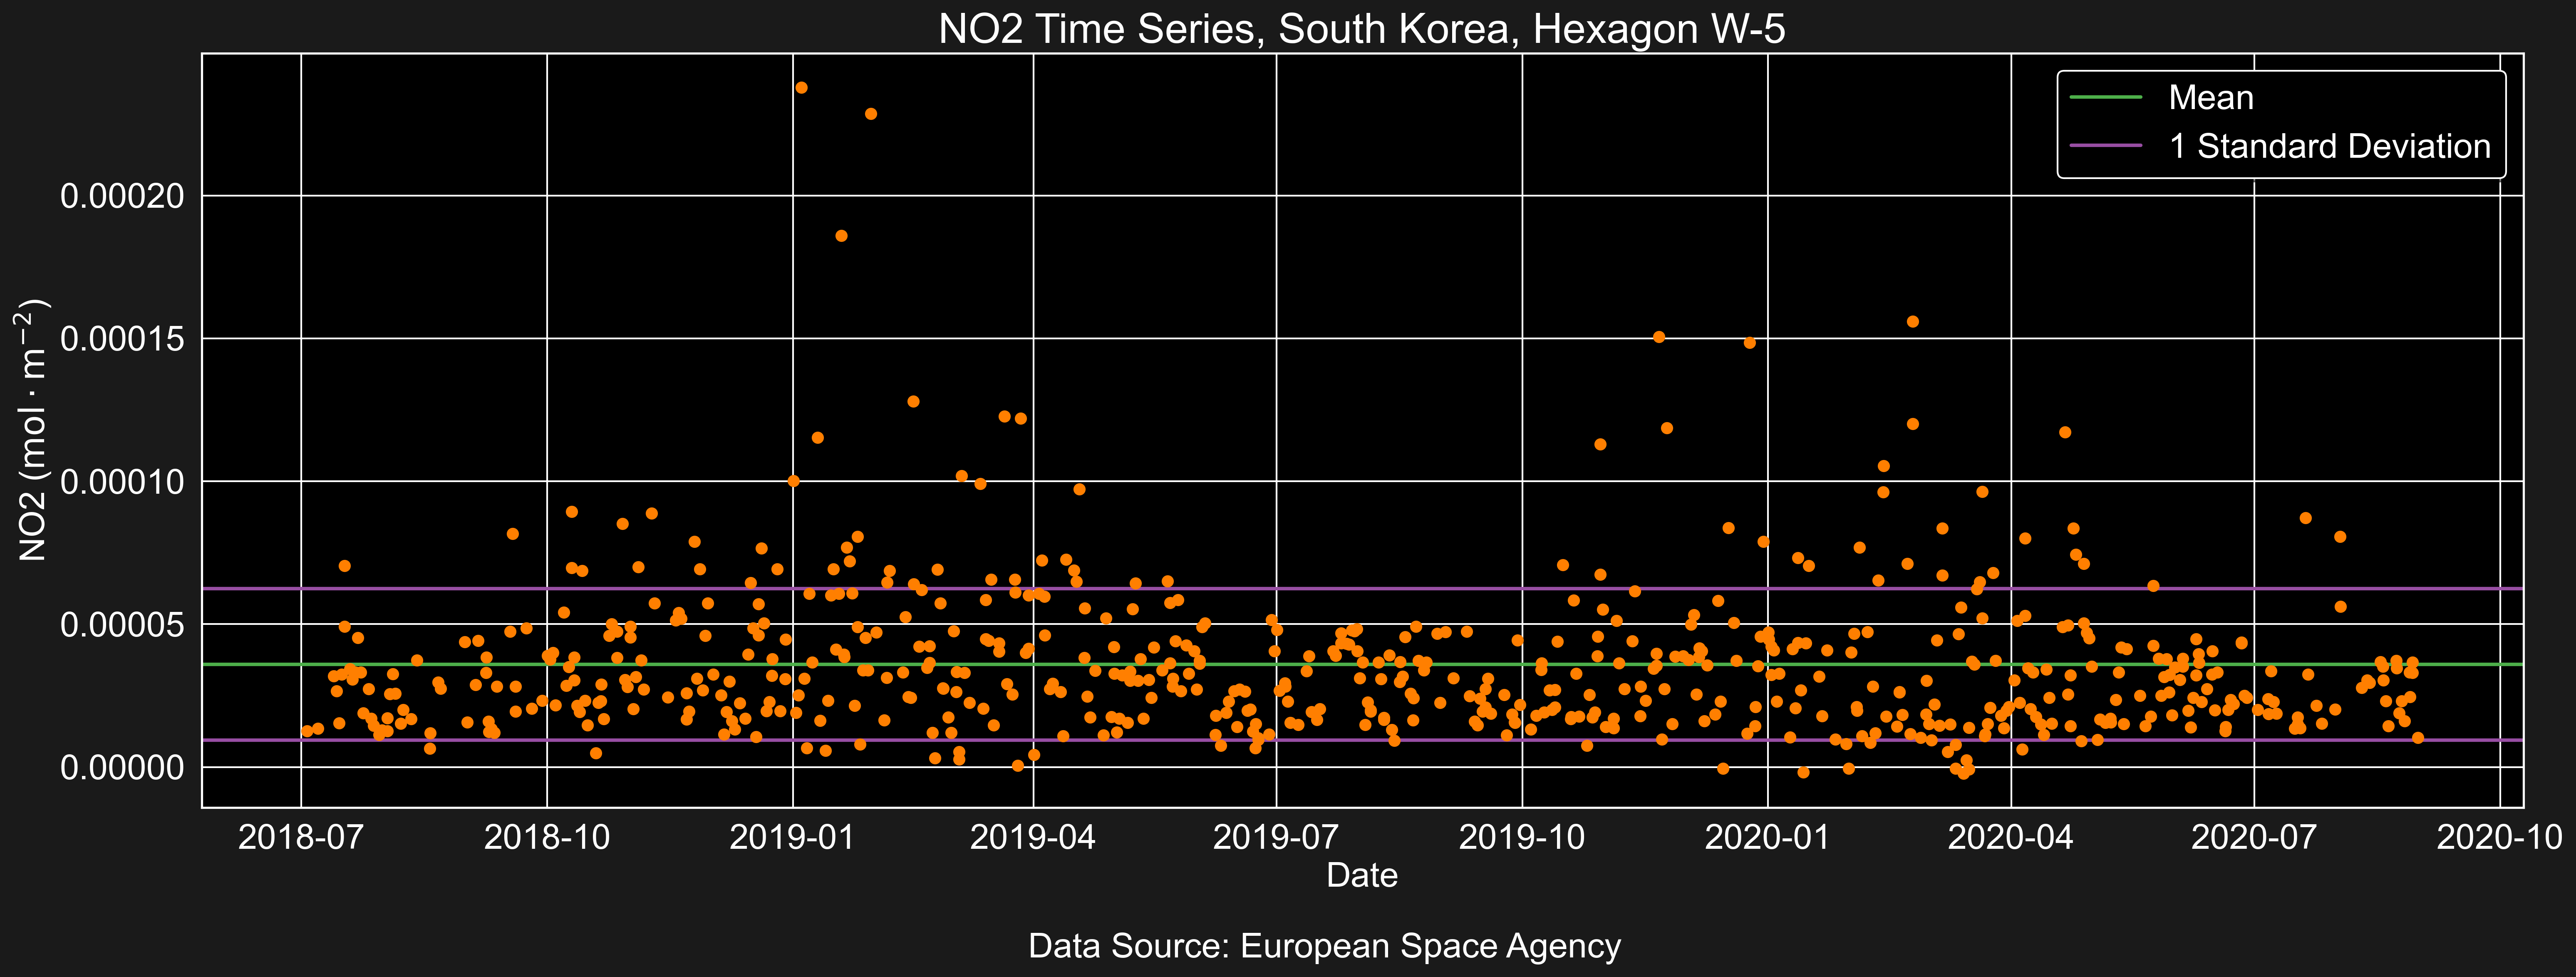 NO2 Time Series, South Korea, Hexagon W-5
Mean
1 Standard Deviation
NO2 (mol · m⁻²)
0.00020
0.00015
0.00010
0.00005
0.00000
2018-07 2018-10 2019-01 2019-04 2019-07 2019-10 2020-01 2020-04 2020-07 2020-10
Date
Data Source: European Space Agency